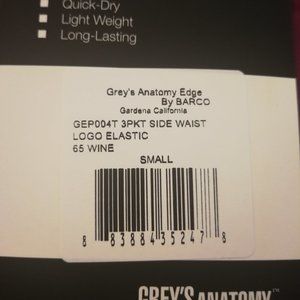 Quick-Dry
Light Weight
Long-Lasting
Grey's Anatomy Edge
By BARCO
Gardena California
GEP004T 3PKT SIDE WAIST
LOGO ELASTIC
65 WINE
SMALL
8 83884 35247 8
GREY'S ANATOMY™